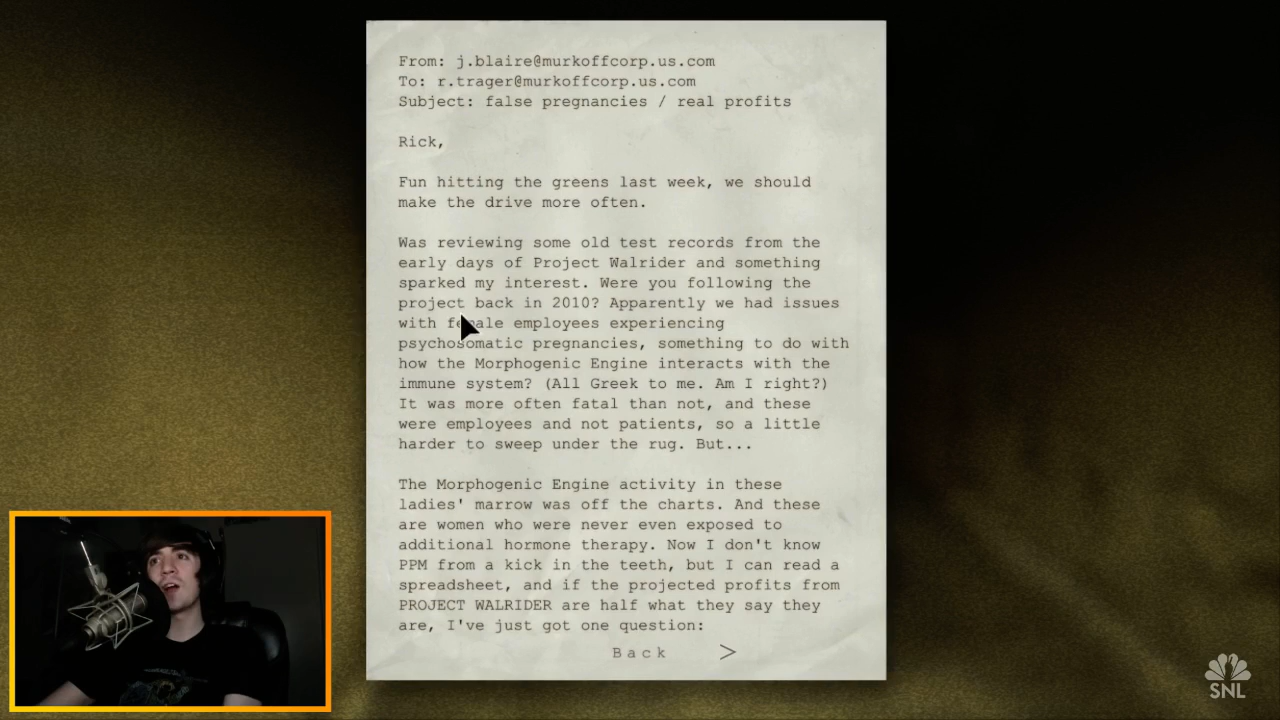 From: j.blaire@murkoffcorp.us.com
To: r.trager@murkoffcorp.us.com
Subject: false pregnancies / real profits
Rick,
Fun hitting the greens last week, we should
make the drive more often.
Was reviewing some old test records from the
early days of Project Walrider and something
sparked my interest. Were you following the
project back in 2010? Apparently we had issues
with female employees experiencing
psychosomatic pregnancies, something to do with
how the Morphogenic Engine interacts with the
immune system? (All Greek to me. Am I right?)
It was more often fatal than not, and these
were employees and not patients, so a little
harder to sweep under the rug. But...
The Morphogenic Engine activity in these
ladies' marrow was off the charts. And these
are women who were never even exposed to
additional hormone therapy. Now I don't know
PPM from a kick in the teeth, but I can read a
spreadsheet, and if the projected profits from
PROJECT WALRIDER are half what they say they
are, I've just got one question:
Back >
SNL